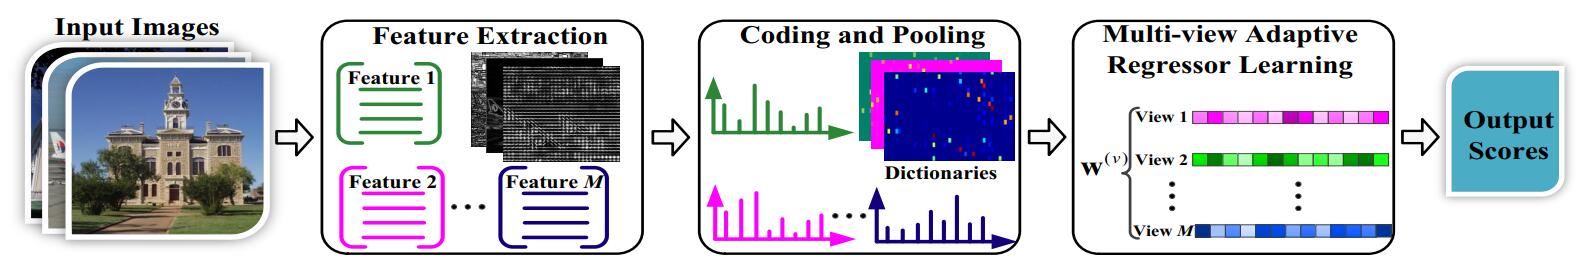 Input Images
Feature Extraction
Feature 1
Feature 2
Feature M
Coding and Pooling
Dictionaries
Multi-view Adaptive
Regressor Learning
w(v)
View 1
View 2
View M
Output
Scores